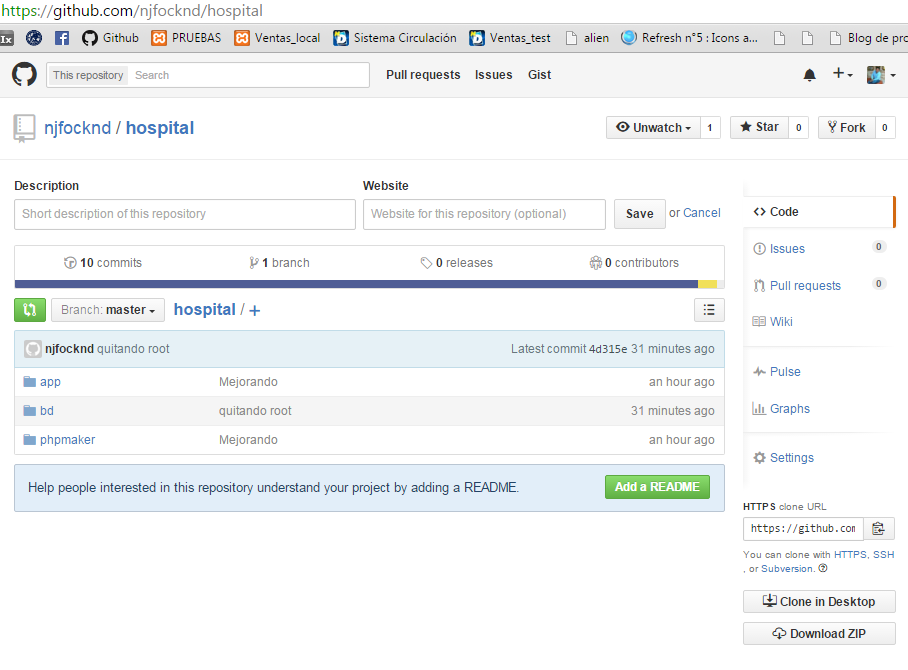 https://github.com/njfocknd/hospital
Ix Github PRUEBAS Ventas_local Sistema Circulación Ventas_test alien Refresh n°5 : Icons a... Blog de pro
This repository Search Pull requests Issues Gist
njfocknd / hospital Unwatch 1 Star 0 Fork 0
Description Website
Short description of this repository Website for this repository (optional) Save or Cancel
10 commits 1 branch 0 releases 0 contributors
Branch: master hospital / +
njfocknd quitando root Latest commit 4d315e 31 minutes ago
app Mejorando an hour ago
bd quitando root 31 minutes ago
phpmaker Mejorando an hour ago
Help people interested in this repository understand your project by adding a README. Add a README
Code
Issues 0
Pull requests 0
Wiki
Pulse
Graphs
Settings
HTTPS clone URL
https://github.con
You can clone with HTTPS, SSH
, or Subversion.
Clone in Desktop
Download ZIP